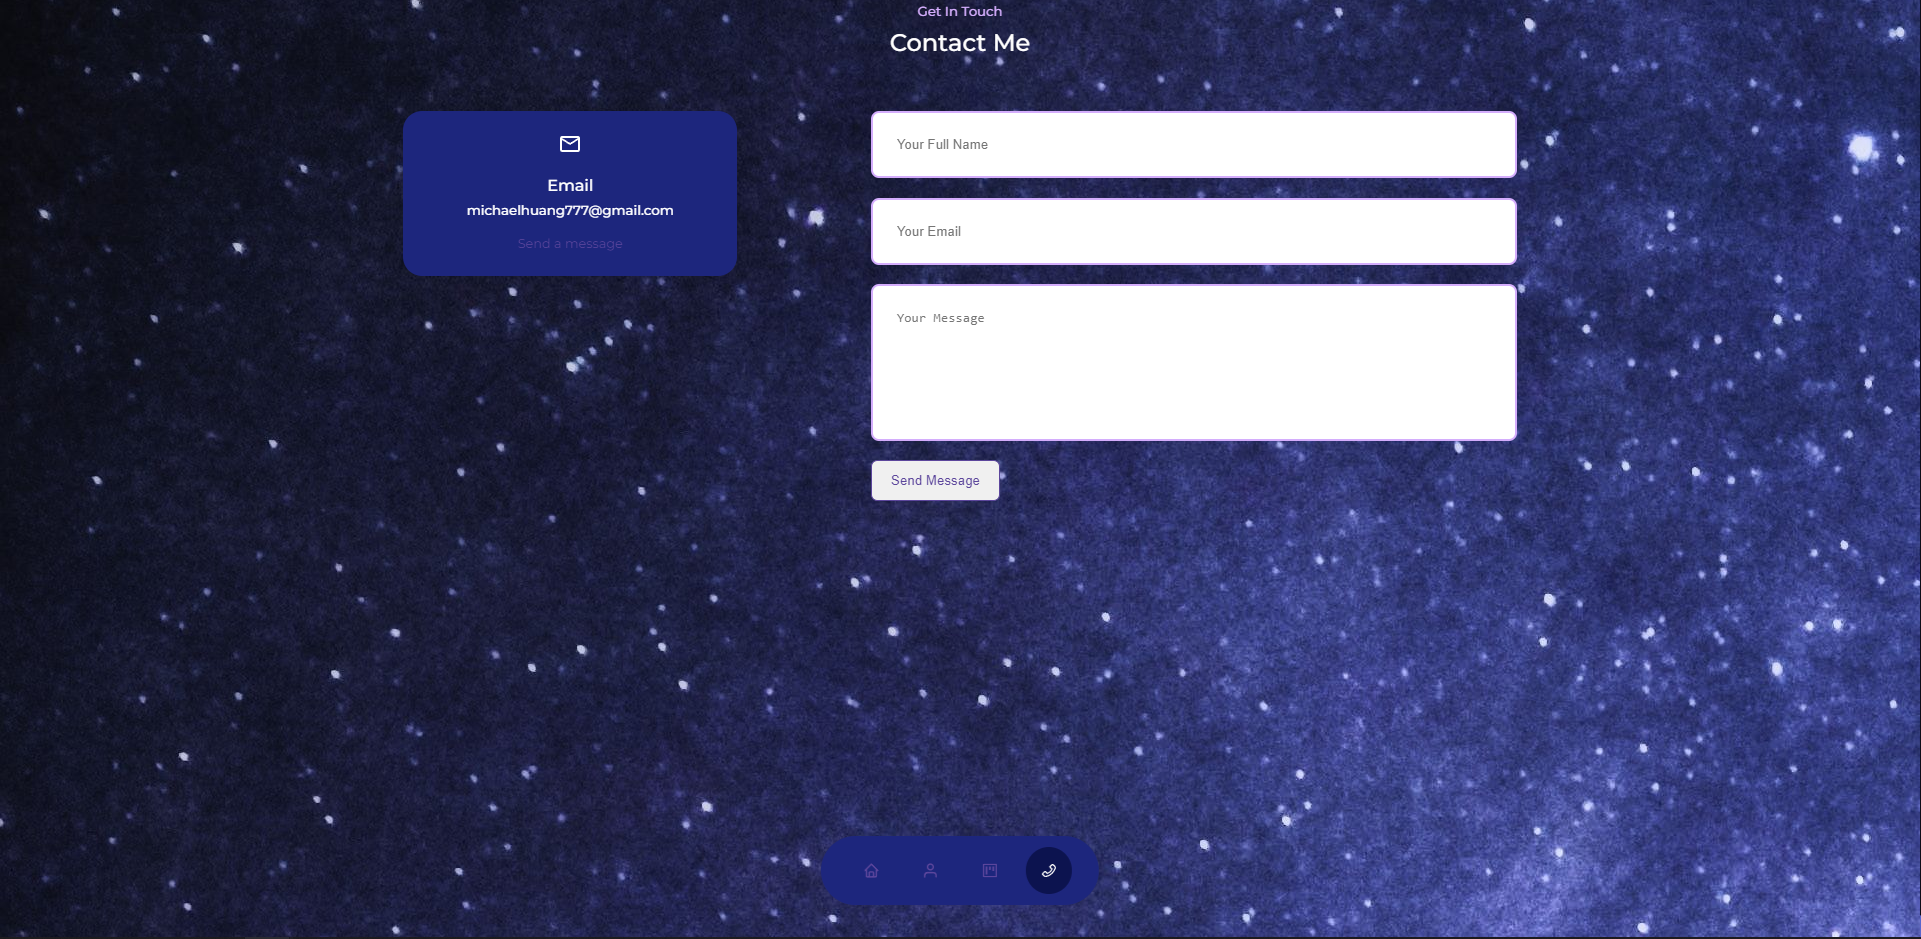 Get In Touch
Contact Me
Email
michaelhuang777@gmail.com
Send a message
Your Full Name
Your Email
Your Message
Send Message